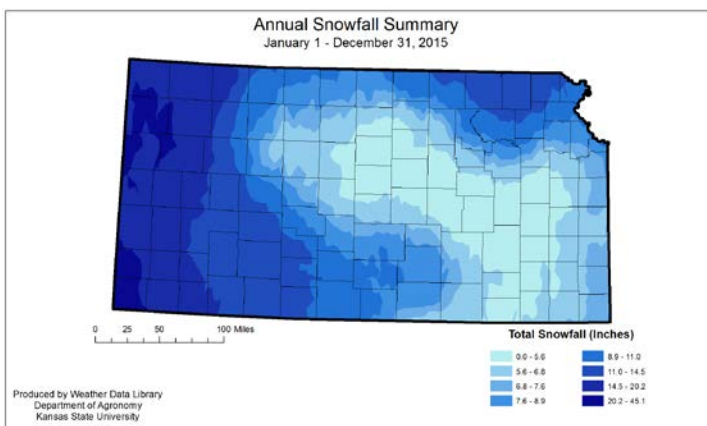 Annual Snowfall Summary
January 1 - December 31, 2015
0 25 50 100 Miles
Total Snowfall (Inches)
0.0 - 5.6
5.6 - 6.8
6.8 - 7.6
7.6 - 8.9
8.9 - 11.0
11.0 - 14.5
14.5 - 20.2
20.2 - 45.1
Produced by Weather Data Library
Department of Agronomy
Kansas State University